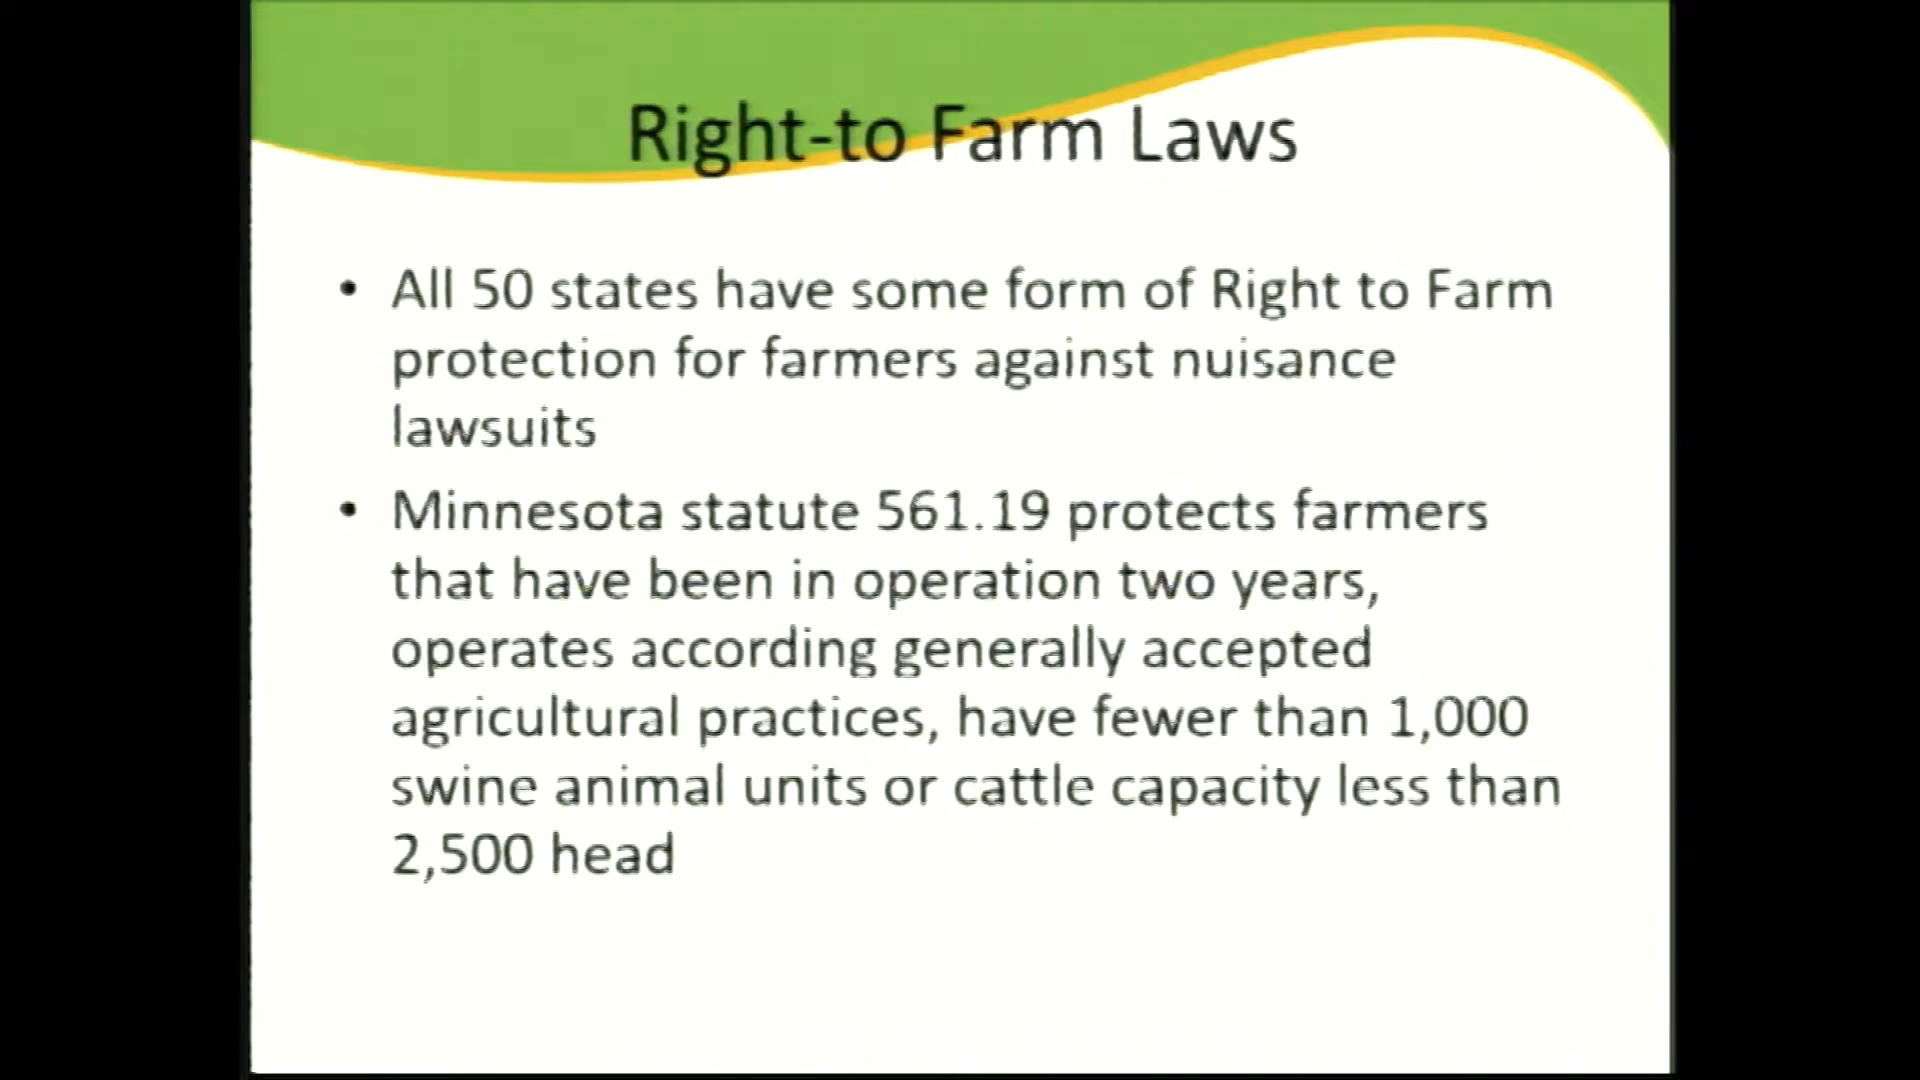 Right-to Farm Laws
• All 50 states have some form of Right to Farm
protection for farmers against nuisance
lawsuits
• Minnesota statute 561.19 protects farmers
that have been in operation two years,
operates according generally accepted
agricultural practices, have fewer than 1,000
swine animal units or cattle capacity less than
2,500 head